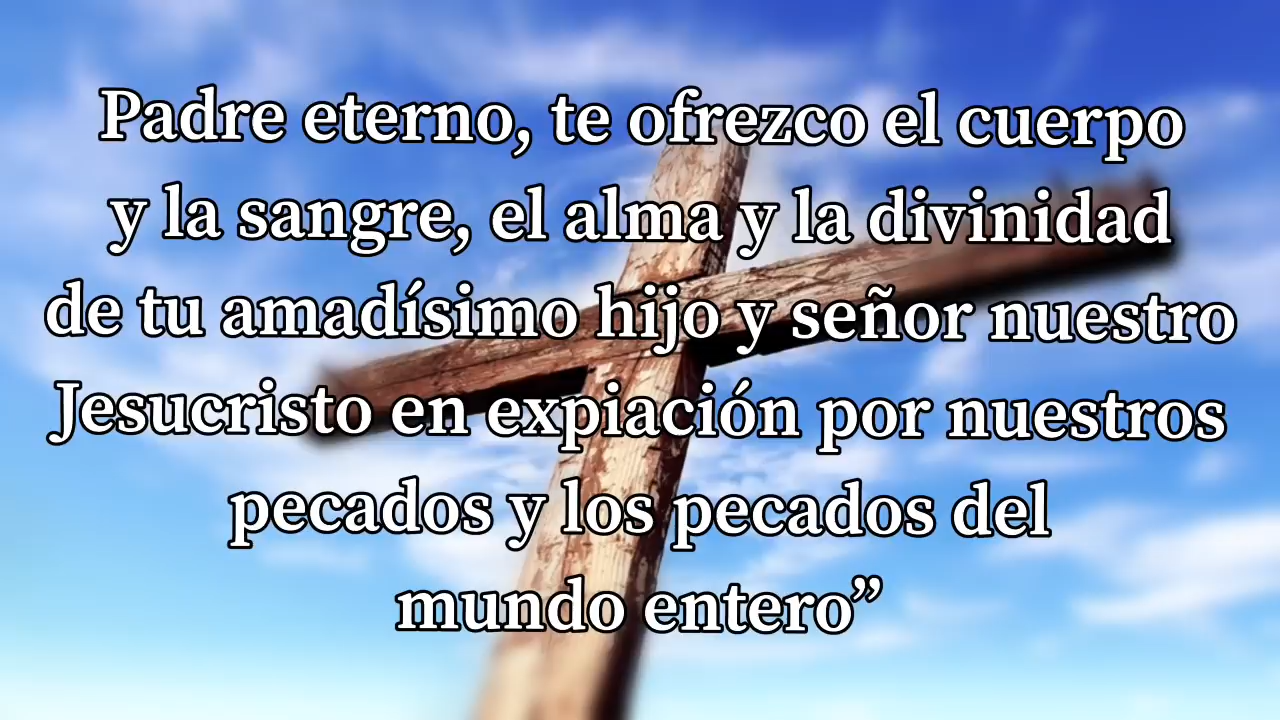 Padre eterno, te ofrezco el cuerpo
y la sangre, el alma y la divinidad
de tu amadísimo hijo y señor nuestro
Jesucristo en expiación por nuestros
pecados y los pecados del
mundo entero”